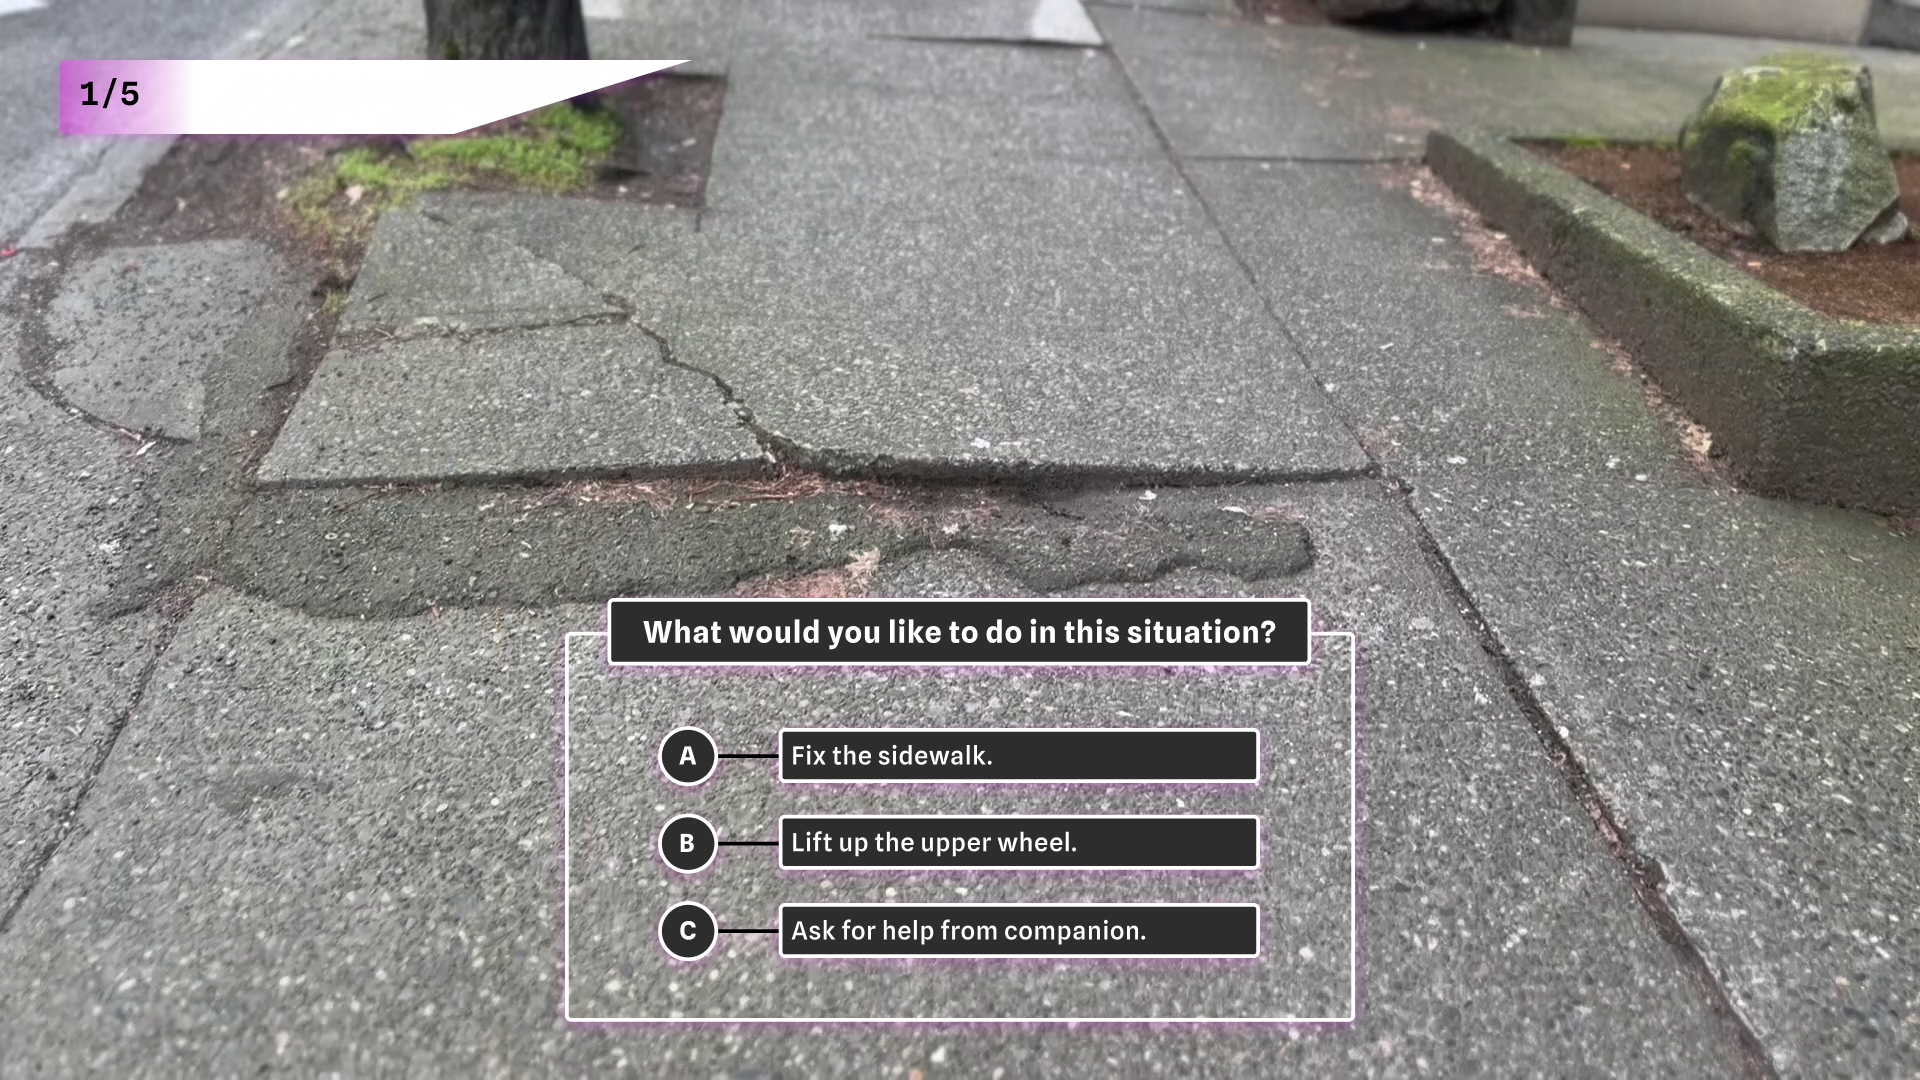 1/5
What would you like to do in this situation?
A Fix the sidewalk.
B Lift up the upper wheel.
C Ask for help from companion.